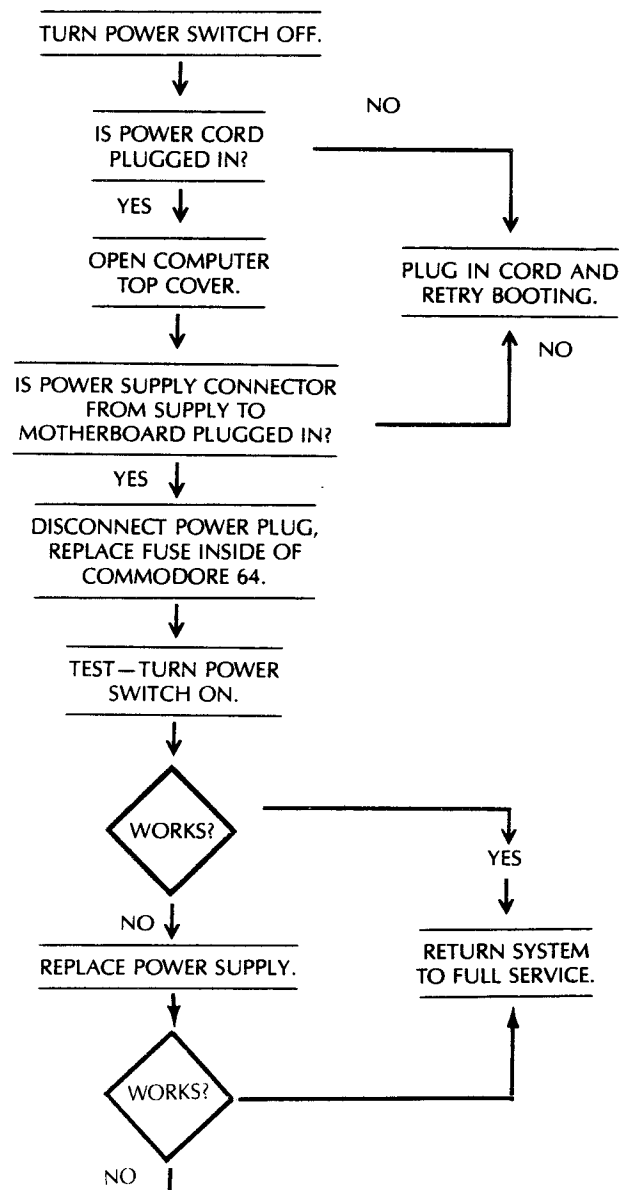 TURN POWER SWITCH OFF.
NO
IS POWER CORD
PLUGGED IN?
YES
OPEN COMPUTER
TOP COVER.
PLUG IN CORD AND
RETRY BOOTING.
NO
IS POWER SUPPLY CONNECTOR
FROM SUPPLY TO
MOTHERBOARD PLUGGED IN?
YES
DISCONNECT POWER PLUG,
REPLACE FUSE INSIDE OF
COMMODORE 64.
TEST—TURN POWER
SWITCH ON.
WORKS?
YES
NO
REPLACE POWER SUPPLY.
RETURN SYSTEM
TO FULL SERVICE.
WORKS?
NO